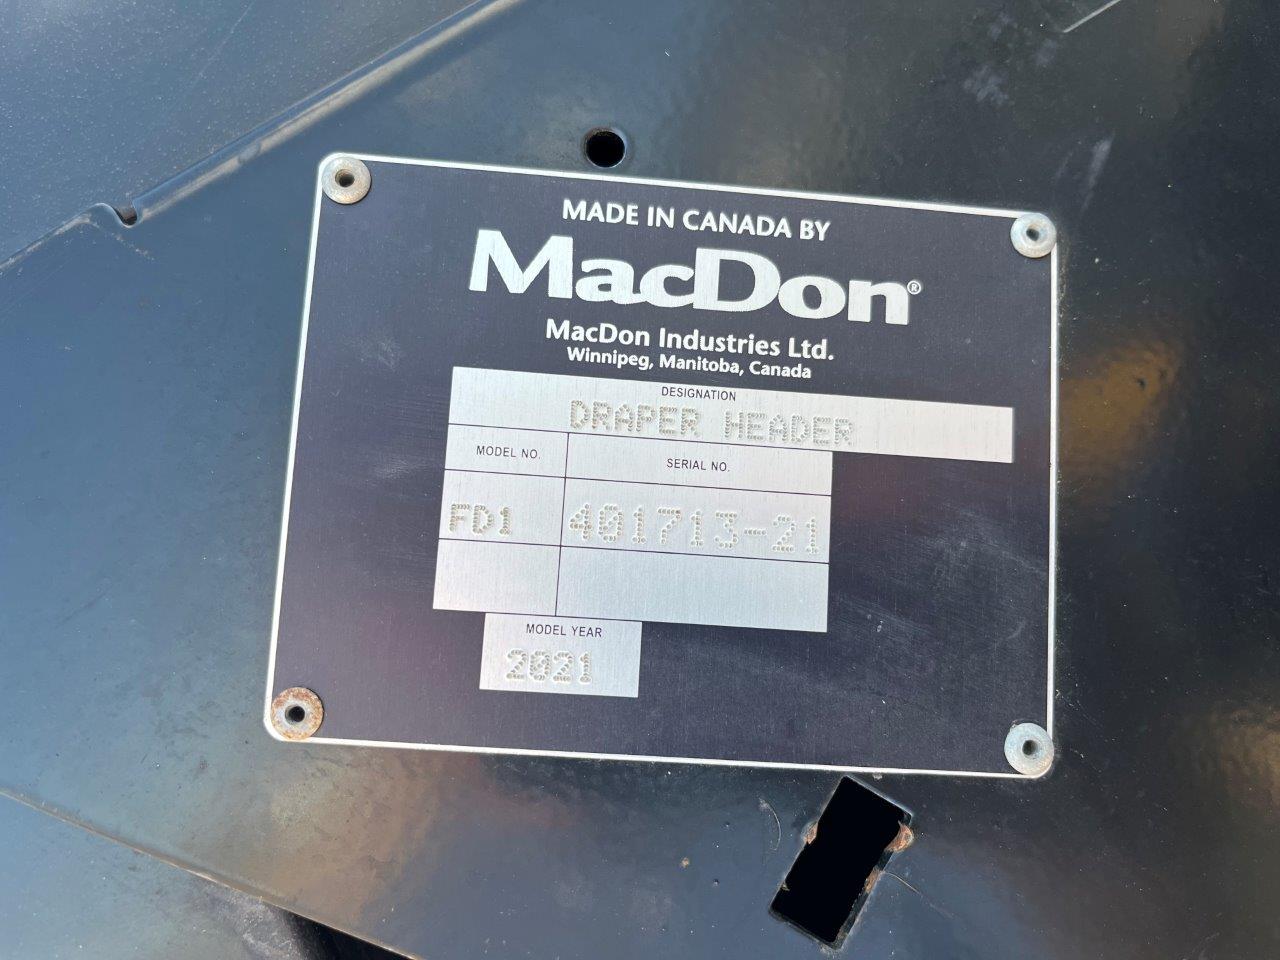 MADE IN CANADA BY
MacDon®
MacDon Industries Ltd.
Winnipeg, Manitoba, Canada
DESIGNATION
DRAPER HEADER
MODEL NO. SERIAL NO.
FD1 401713-21
MODEL YEAR
2021